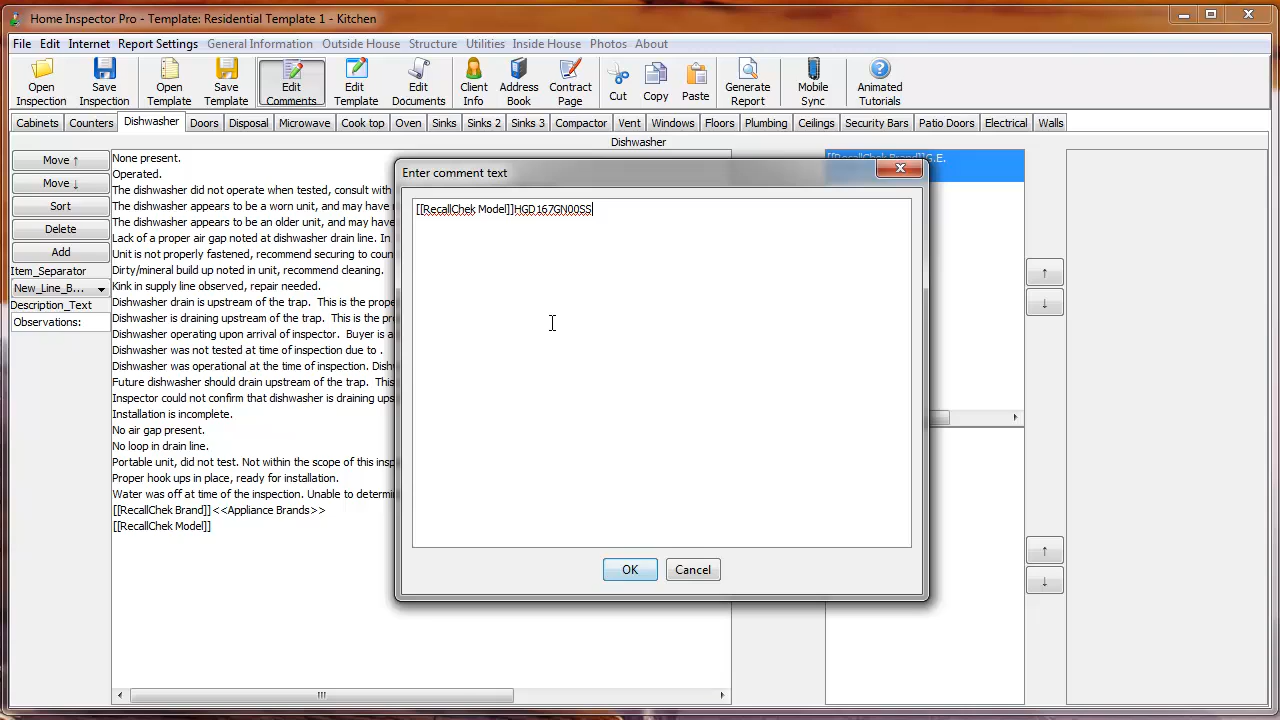 Home Inspector Pro - Template: Residential Template 1 - Kitchen
File Edit Internet Report Settings General Information Outside House Structure Utilities Inside House Photos About
Open Inspection
Save Inspection
Open Template
Save Template
Edit Comments
Edit Template
Edit Documents
Client Info
Address Book
Contract Page
Cut
Copy
Paste
Generate Report
Mobile Sync
Animated Tutorials
Cabinets Counters Dishwasher Doors Disposal Microwave Cook top Oven Sinks Sinks 2 Sinks 3 Compactor Vent Windows Floors Plumbing Ceilings Security Bars Patio Doors Electrical Walls
Dishwasher
Move ↑
Move ↓
Sort
Delete
Add
Item_Separator
New_Line_B...
Description_Text
Observations:
None present.
Operated.
The dishwasher did not operate when tested, consult with
The dishwasher appears to be a worn unit, and may have
The dishwasher appears to be an older unit, and may have
Lack of a proper air gap noted at dishwasher drain line. In
Unit is not properly fastened, recommend securing to coun
Dirty/mineral build up noted in unit, recommend cleaning.
Kink in supply line observed, repair needed.
Dishwasher drain is upstream of the trap. This is the prope
Dishwasher is draining upstream of the trap. This is the pr
Dishwasher operating upon arrival of inspector. Buyer is a
Dishwasher was not tested at time of inspection due to .
Dishwasher was operational at the time of inspection. Dish
Future dishwasher should drain upstream of the trap. This
Inspector could not confirm that dishwasher is draining ups
Installation is incomplete.
No air gap present.
No loop in drain line.
Portable unit, did not test. Not within the scope of this insp
Proper hook ups in place, ready for installation.
Water was off at time of the inspection. Unable to determin
[[RecallChek Brand]]<<Appliance Brands>>
[[RecallChek Model]]
Enter comment text
[[RecallChek Model]]HGD167GN00SS
OK
Cancel
[[RecallChek Brand]]G.E.
↑
↓
↑
↓